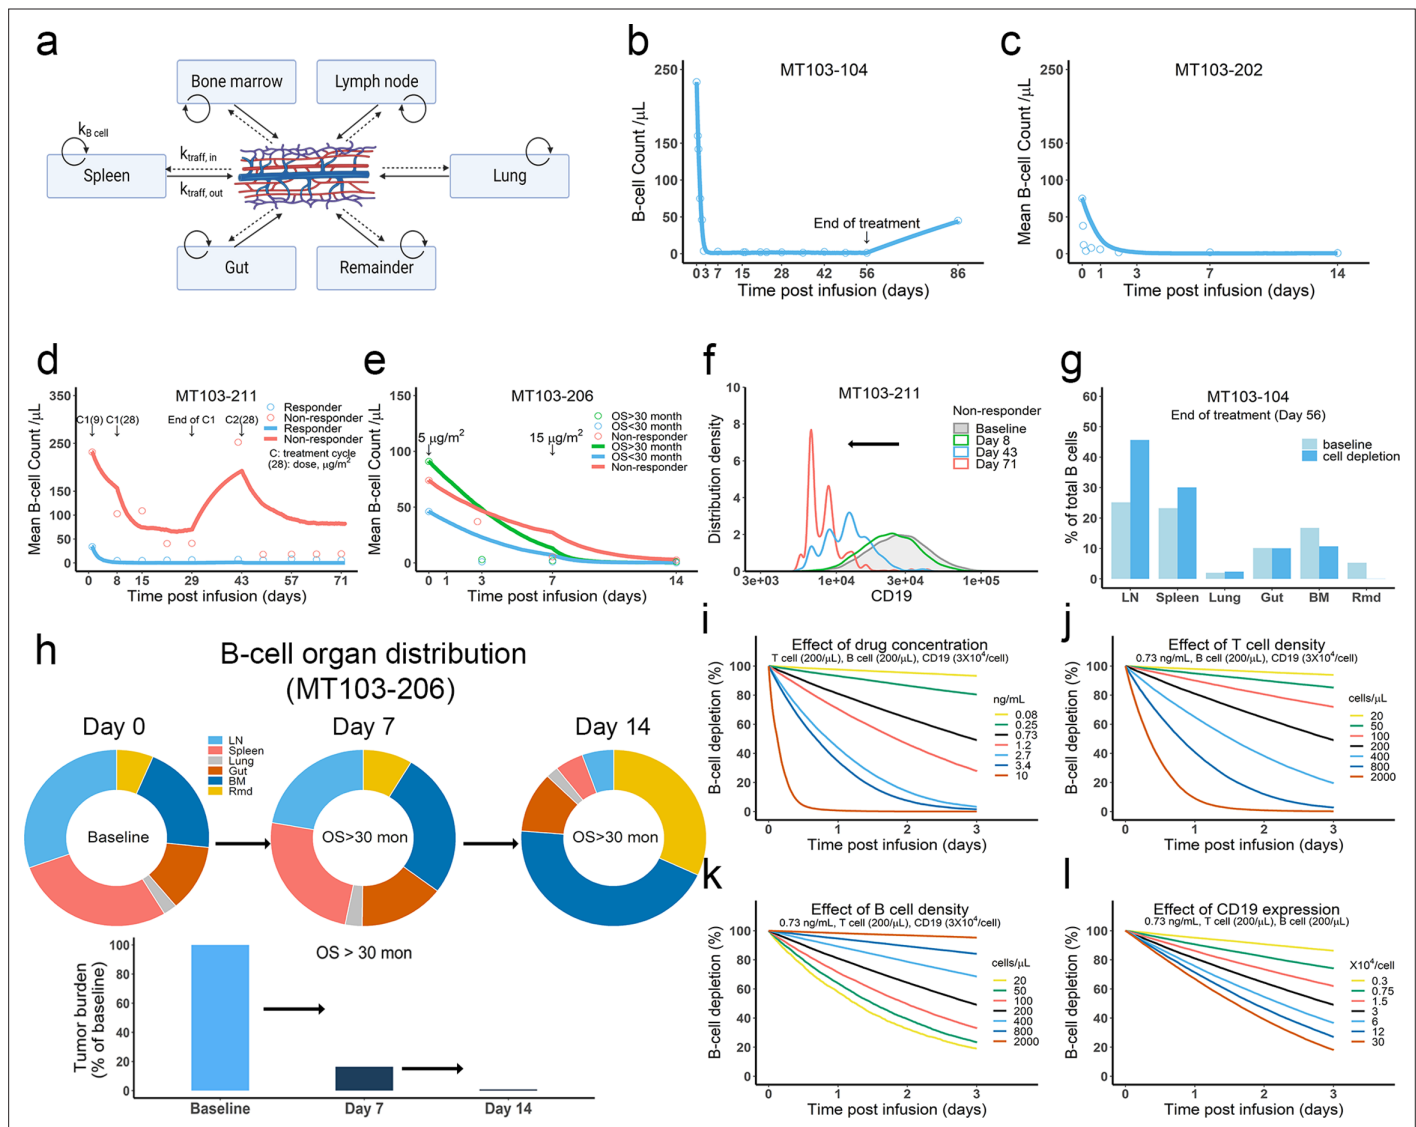 a
Bone marrow
Lymph node
kB cell
Spleen
ktraff, in
ktraff, out
Lung
Gut
Remainder
b
MT103-104
B-cell Count /μL
250
150
100
50
0
End of treatment
0 3 7 15 28 42 56 86
Time post infusion (days)
c
MT103-202
Mean B-cell Count /μL
250
150
100
50
0
0 1 3 7 14
Time post infusion (days)
d
MT103-211
Mean B-cell Count /μL
350
250
150
100
50
0
C1(9) C1(28) End of C1 C2(28)
Responder
Non-responder
Responder
Non-responder
C: treatment cycle
(28): dose, μg/m²
0 8 15 29 43 57 71
Time post infusion (days)
e
MT103-206
Mean B-cell Count /μL
150
100
50
0
5 μg/m²
15 μg/m²
OS>30 month
OS<30 month
Non-responder
OS>30 month
OS<30 month
Non-responder
0 1 3 7 14
Time post infusion (days)
f
MT103-211
Distribution density
10
8
6
4
2
0
Non-responder
Baseline
Day 8
Day 43
Day 71
3e+03 1e+04 3e+04 1e+05
CD19
g
MT103-104
End of treatment (Day 56)
% of total B cells
60
50
40
30
20
10
0
baseline
cell depletion
LN Spleen Lung Gut BM Rmd
h
B-cell organ distribution
(MT103-206)
Day 0
Day 7
Day 14
LN
Spleen
Lung
Gut
BM
Rmd
Baseline
OS>30 mon
OS>30 mon
OS > 30 mon
Tumor burden
(% of baseline)
100
80
60
40
20
0
Baseline Day 7 Day 14
i
Effect of drug concentration
T cell (200/μL), B cell (200/μL), CD19 (3X10⁴/cell)
B-cell depletion (%)
100
80
60
40
20
0
ng/mL
0.08
0.25
0.73
1.2
2.7
3.4
10
0 1 2 3
Time post infusion (days)
j
Effect of T cell density
0.73 ng/mL, B cell (200/μL), CD19 (3X10⁴/cell)
B-cell depletion (%)
100
80
60
40
20
0
cells/μL
20
50
100
200
400
800
2000
0 1 2 3
Time post infusion (days)
k
Effect of B cell density
0.73 ng/mL, T cell (200/μL), CD19 (3X10⁴/cell)
B-cell depletion (%)
100
80
60
40
20
0
cells/μL
20
50
100
200
400
800
2000
0 1 2 3
Time post infusion (days)
l
Effect of CD19 expression
0.73 ng/mL, T cell (200/μL), B cell (200/μL)
B-cell depletion (%)
100
80
60
40
20
0
X10⁴/cell
0.3
0.75
1.5
3
6
12
30
0 1 2 3
Time post infusion (days)